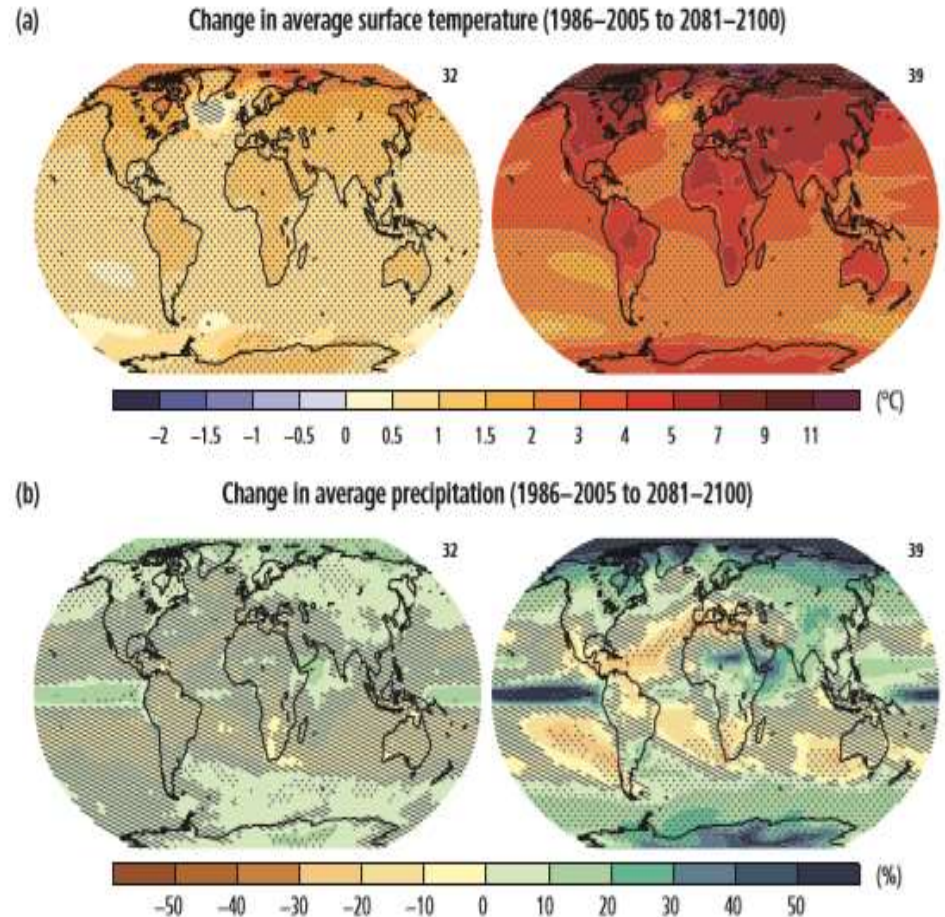 (a) Change in average surface temperature (1986–2005 to 2081–2100)
32 39
(°C)
−2 −1.5 −1 −0.5 0 0.5 1 1.5 2 3 4 5 7 9 11
(b) Change in average precipitation (1986–2005 to 2081–2100)
32 39
(%)
−50 −40 −30 −20 −10 0 10 20 30 40 50